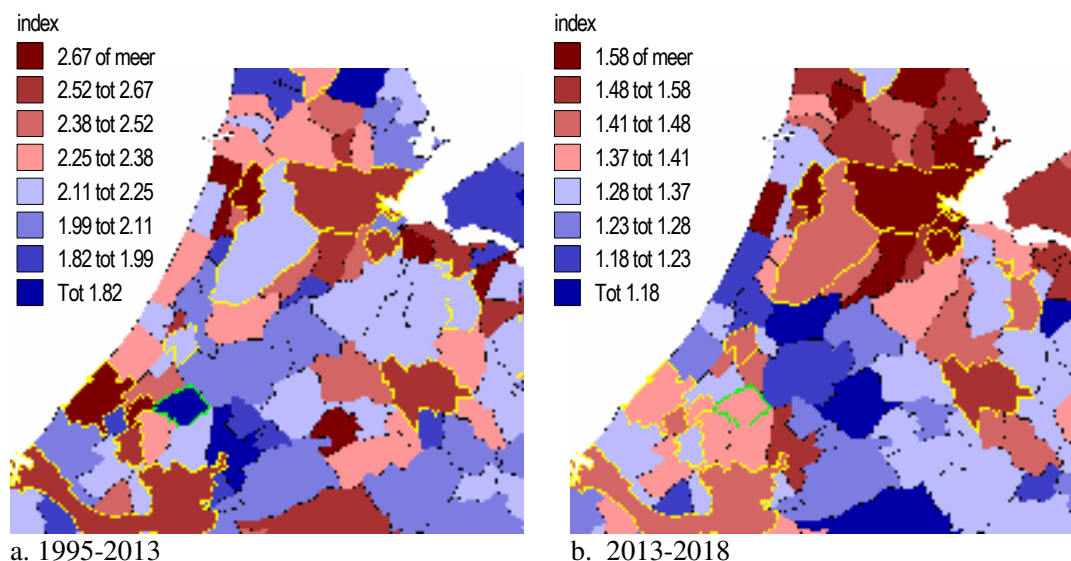 index
2.67 of meer
2.52 tot 2.67
2.38 tot 2.52
2.25 tot 2.38
2.11 tot 2.25
1.99 tot 2.11
1.82 tot 1.99
Tot 1.82
a. 1995-2013
index
1.58 of meer
1.48 tot 1.58
1.41 tot 1.48
1.37 tot 1.41
1.28 tot 1.37
1.23 tot 1.28
1.18 tot 1.23
Tot 1.18
b. 2013-2018